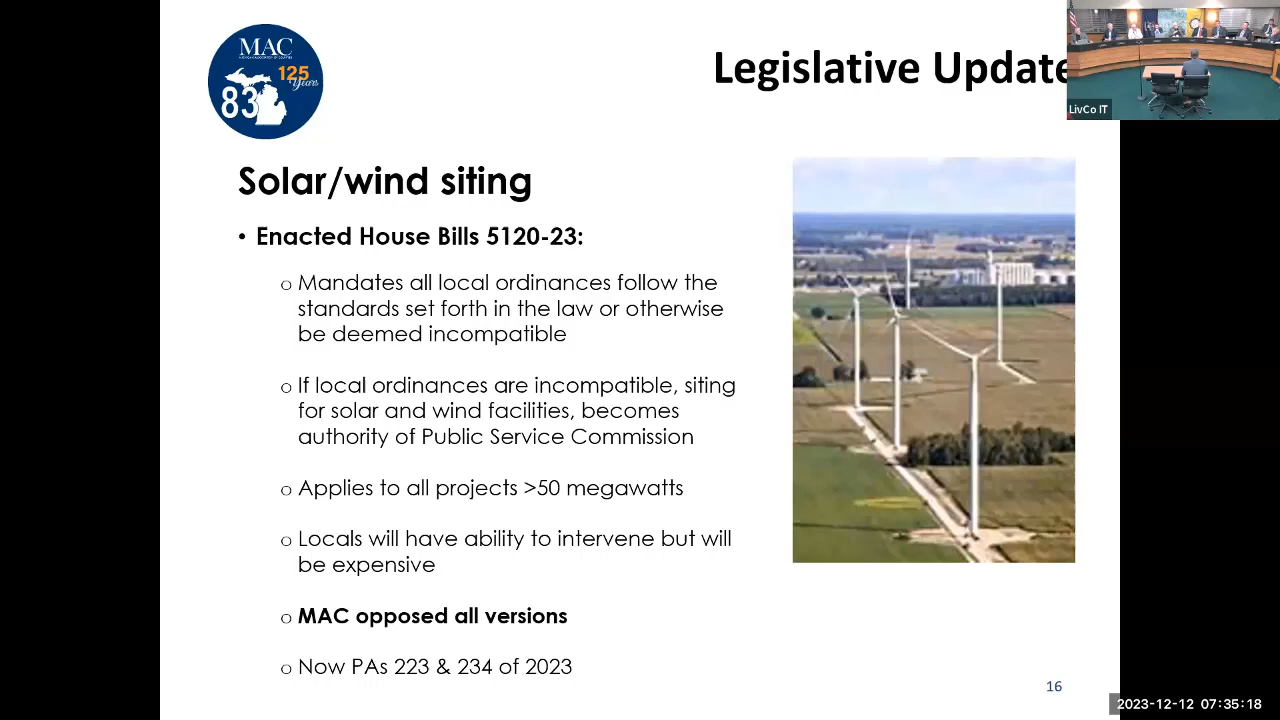 MAC
MICHIGAN ASSOCIATION OF COUNTIES
125
Years
83
Legislative Update
LivCo IT
Solar/wind siting
• Enacted House Bills 5120-23:
o Mandates all local ordinances follow the
standards set forth in the law or otherwise
be deemed incompatible
o If local ordinances are incompatible, siting
for solar and wind facilities, becomes
authority of Public Service Commission
o Applies to all projects >50 megawatts
o Locals will have ability to intervene but will
be expensive
o MAC opposed all versions
o Now PAs 223 & 234 of 2023
16
2023-12-12 07:35:18